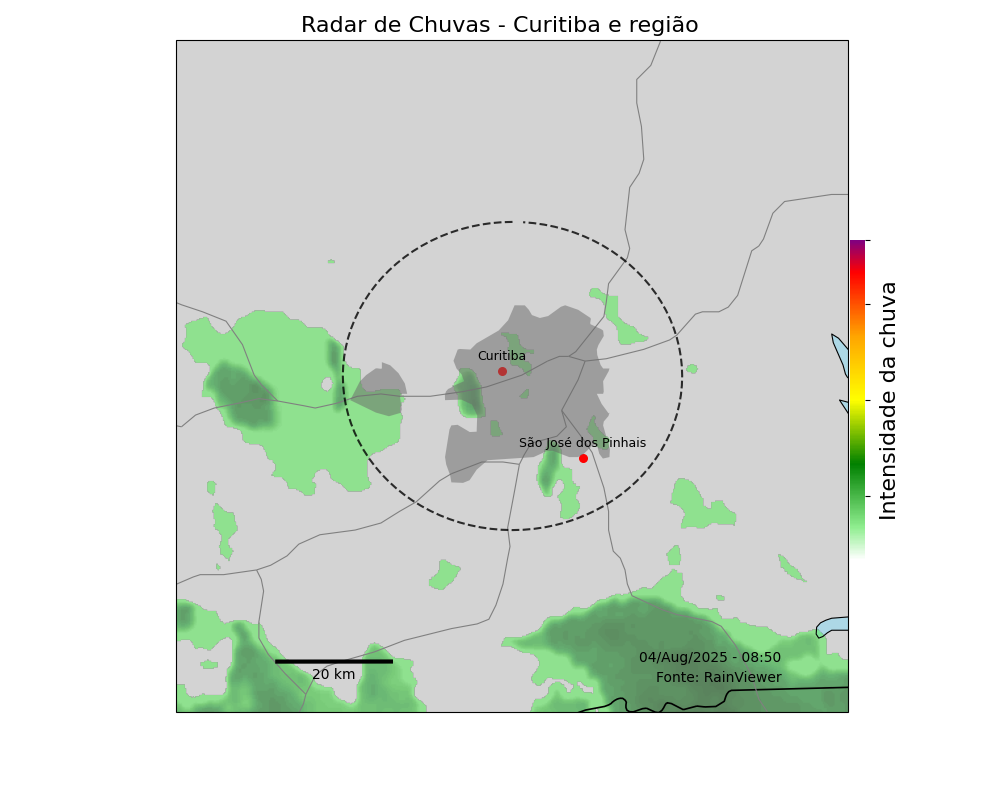 Radar de Chuvas - Curitiba e região
Curitiba
São José dos Pinhais
Intensidade da chuva
04/Aug/2025 - 08:50
20 km
Fonte: RainViewer